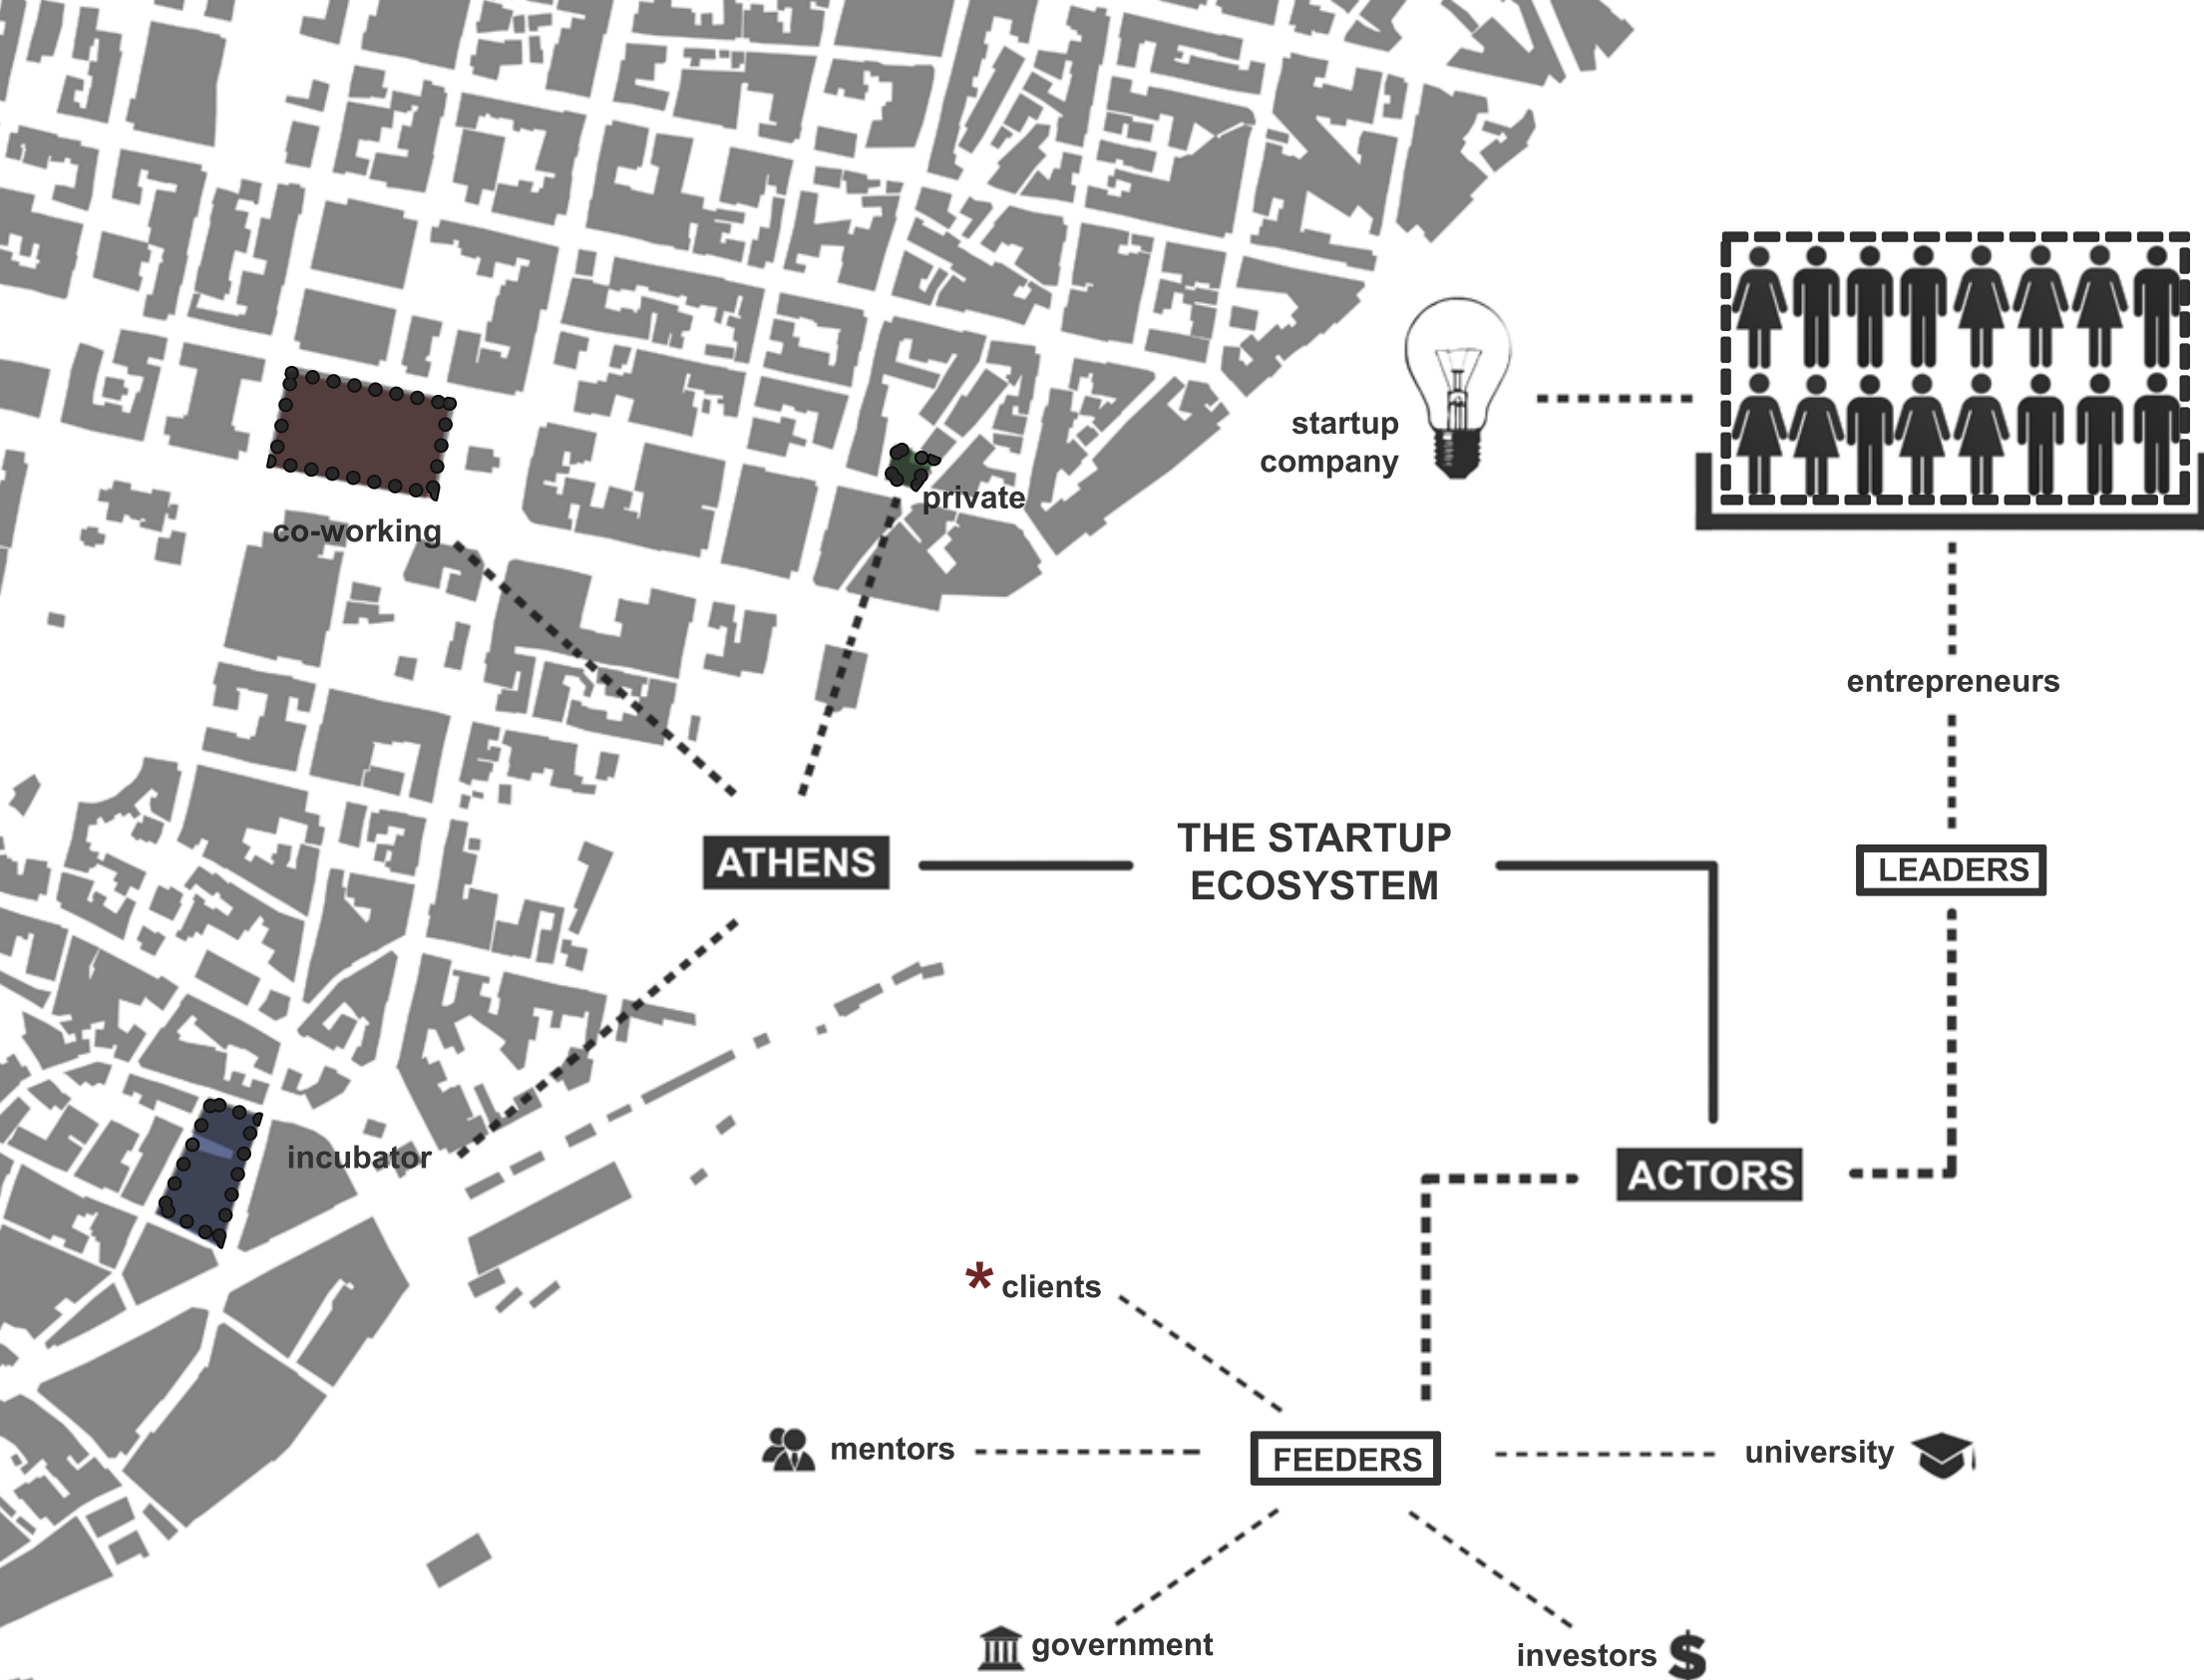 startup
company
private
co-working
entrepreneurs
THE STARTUP
ECOSYSTEM
ATHENS
LEADERS
incubator
ACTORS
* clients
mentors
FEEDERS
university
government
investors $